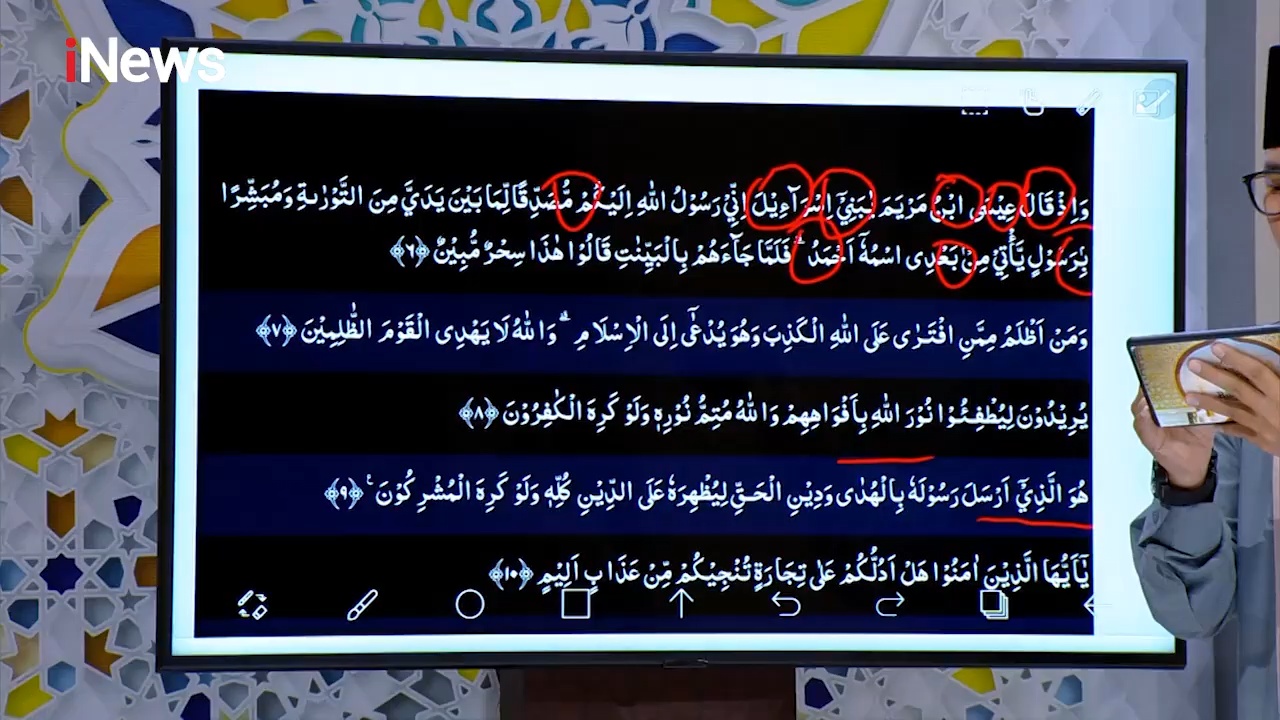 iNews
وَاِذْ قَالَ عِيْسَى ابْنُ مَرْيَمَ يٰبَنِيْٓ اِسْرَاۤءِيْلَ اِنِّيْ رَسُوْلُ اللّٰهِ اِلَيْكُمْ مُّصَدِّقًا لِّمَا بَيْنَ يَدَيَّ مِنَ التَّوْرٰىةِ وَمُبَشِّرًا
بِرَسُوْلٍ يَّأْتِيْ مِنْۢ بَعْدِى اسْمُهٗٓ اَحْمَدُۗ فَلَمَّا جَاۤءَهُمْ بِالْبَيِّنٰتِ قَالُوْا هٰذَا سِحْرٌ مُّبِيْنٌ ﴿٦﴾
وَمَنْ اَظْلَمُ مِمَّنِ افْتَرٰى عَلَى اللّٰهِ الْكَذِبَ وَهُوَ يُدْعٰٓى اِلَى الْاِسْلَامِۗ وَاللّٰهُ لَا يَهْدِى الْقَوْمَ الظّٰلِمِيْنَ ﴿٧﴾
يُرِيْدُوْنَ لِيُطْفِـُٔوْا نُوْرَ اللّٰهِ بِاَفْوَاهِهِمْ وَاللّٰهُ مُتِمُّ نُوْرِهٖ وَلَوْ كَرِهَ الْكٰفِرُوْنَ ﴿٨﴾
هُوَ الَّذِيْٓ اَرْسَلَ رَسُوْلَهٗ بِالْهُدٰى وَدِيْنِ الْحَقِّ لِيُظْهِرَهٗ عَلَى الدِّيْنِ كُلِّهٖ وَلَوْ كَرِهَ الْمُشْرِكُوْنَ ࣖ ﴿٩﴾
يٰٓاَيُّهَا الَّذِيْنَ اٰمَنُوْا هَلْ اَدُلُّكُمْ عَلٰى تِجَارَةٍ تُنْجِيْكُمْ مِّنْ عَذَابٍ اَلِيْمٍ ﴿١٠﴾